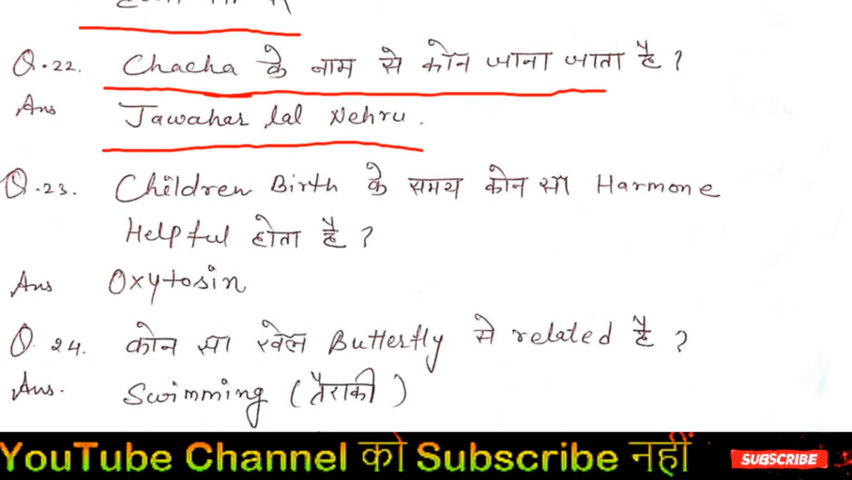 Q.22. Chacha के नाम से कौन जाना जाता है ?
Ans Jawahar lal Nehru.
Q.23. Children Birth के समय कोन सा Harmone
Helpful होता है ?
Ans Oxytosin
Q.24. कोन सा खेल Butterfly से related है ?
Ans. Swimming (तैराकी)
YouTube Channel को Subscribe नहीं
SUBSCRIBE